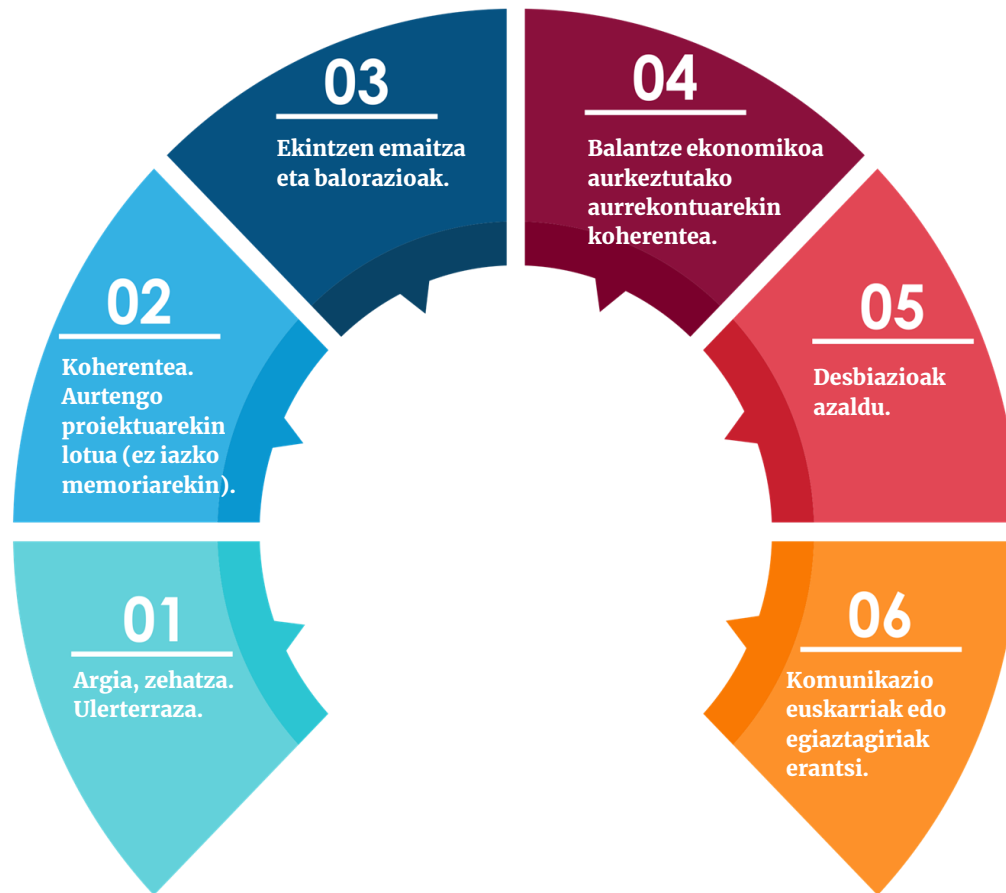 01
Argia, zehatza.
Ulerterraza.
02
Koherentea.
Aurtengo
proiektuarekin
lotua (ez iazko
memoriarekin).
03
Ekintzen emaitza
eta balorazioak.
04
Balantze ekonomikoa
aurkeztutako
aurrekontuarekin
koherentea.
05
Desbiazioak
azaldu.
06
Komunikazio
euskarriak edo
egiaztagiriak
erantsi.